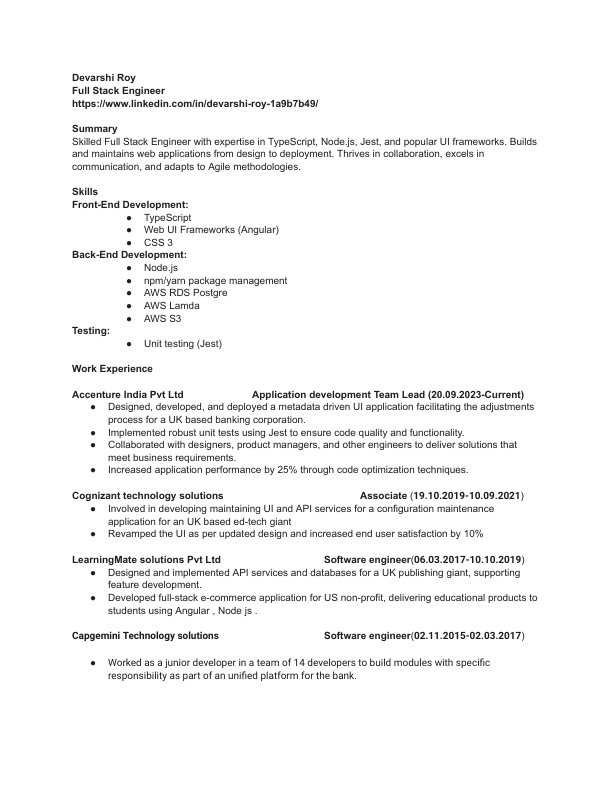 Devarshi Roy
Full Stack Engineer
https://www.linkedin.com/in/devarshi-roy-1a9b7b49/
Summary
Skilled Full Stack Engineer with expertise in TypeScript, Node.js, Jest, and popular UI frameworks. Builds
and maintains web applications from design to deployment. Thrives in collaboration, excels in
communication, and adapts to Agile methodologies.
Skills
Front-End Development:
● TypeScript
● Web UI Frameworks (Angular)
● CSS 3
Back-End Development:
● Node.js
● npm/yarn package management
● AWS RDS Postgre
● AWS Lamda
● AWS S3
Testing:
● Unit testing (Jest)
Work Experience
Accenture India Pvt Ltd Application development Team Lead (20.09.2023-Current)
● Designed, developed, and deployed a metadata driven UI application facilitating the adjustments
process for a UK based banking corporation.
● Implemented robust unit tests using Jest to ensure code quality and functionality.
● Collaborated with designers, product managers, and other engineers to deliver solutions that
meet business requirements.
● Increased application performance by 25% through code optimization techniques.
Cognizant technology solutions Associate (19.10.2019-10.09.2021)
● Involved in developing maintaining UI and API services for a configuration maintenance
application for an UK based ed-tech giant
● Revamped the UI as per updated design and increased end user satisfaction by 10%
LearningMate solutions Pvt Ltd Software engineer(06.03.2017-10.10.2019)
● Designed and implemented API services and databases for a UK publishing giant, supporting
feature development.
● Developed full-stack e-commerce application for US non-profit, delivering educational products to
students using Angular , Node js .
Capgemini Technology solutions Software engineer(02.11.2015-02.03.2017)
● Worked as a junior developer in a team of 14 developers to build modules with specific
responsibility as part of an unified platform for the bank.